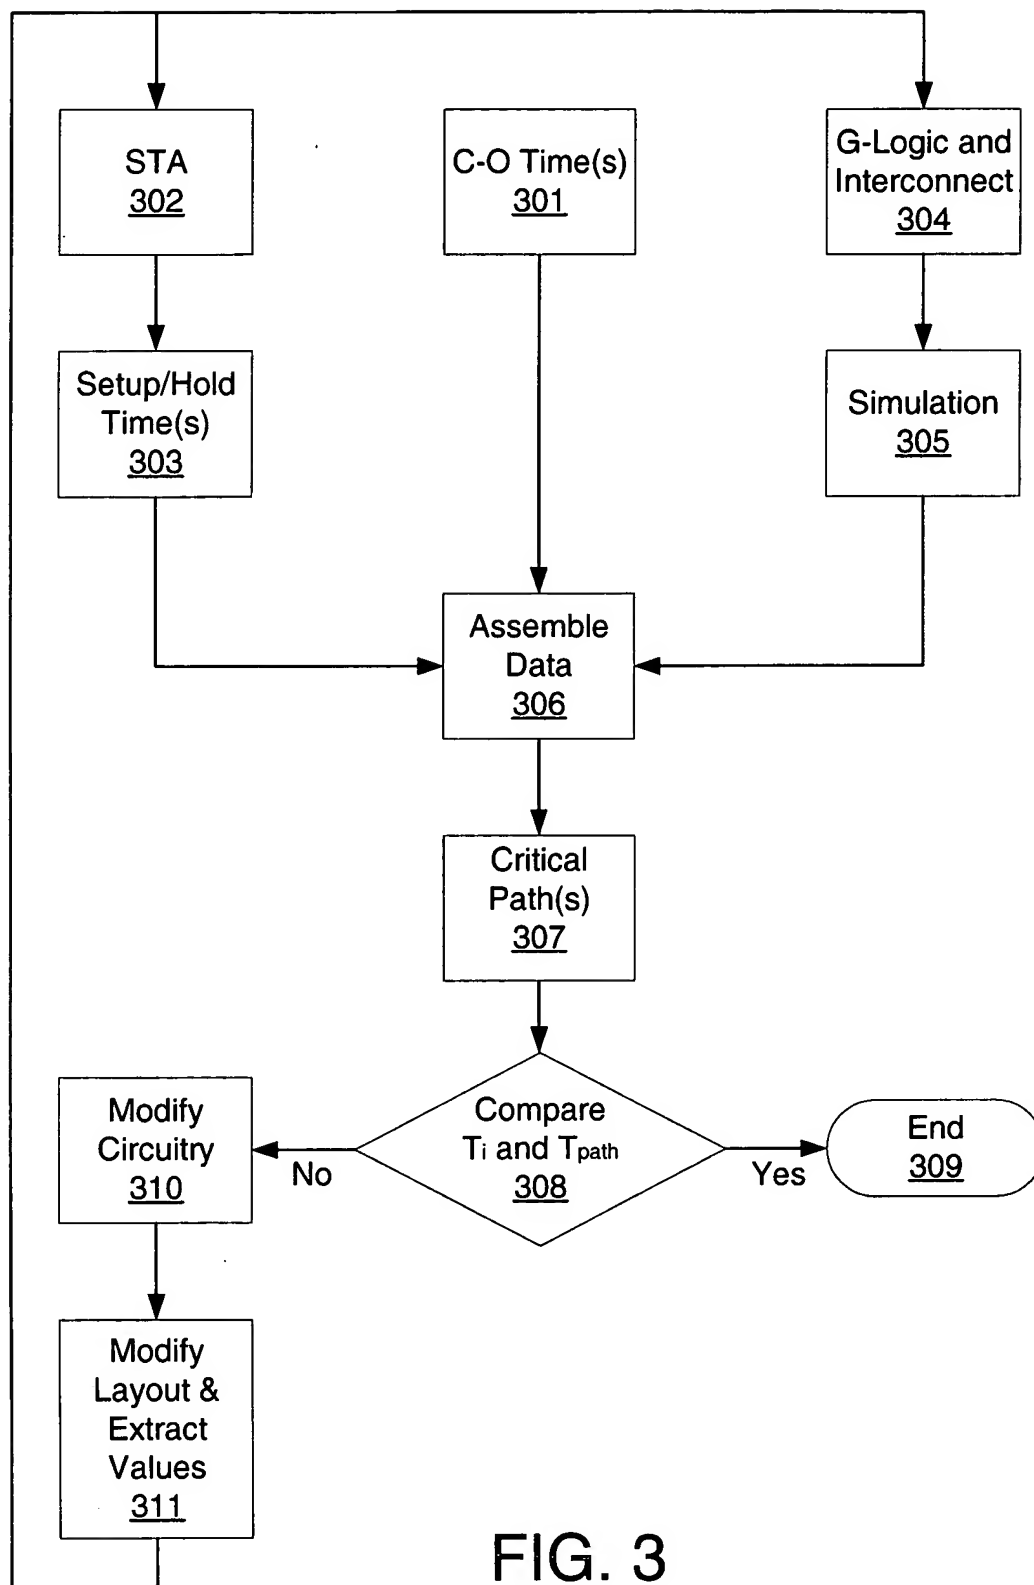 STA
302
C-O Time(s)
301
G-Logic and
Interconnect
304
Setup/Hold
Time(s)
303
Simulation
305
Assemble
Data
306
Critical
Path(s)
307
Compare
Ti and Tpath
308
No
Yes
End
309
Modify
Circuitry
310
Modify
Layout &
Extract
Values
311
FIG. 3